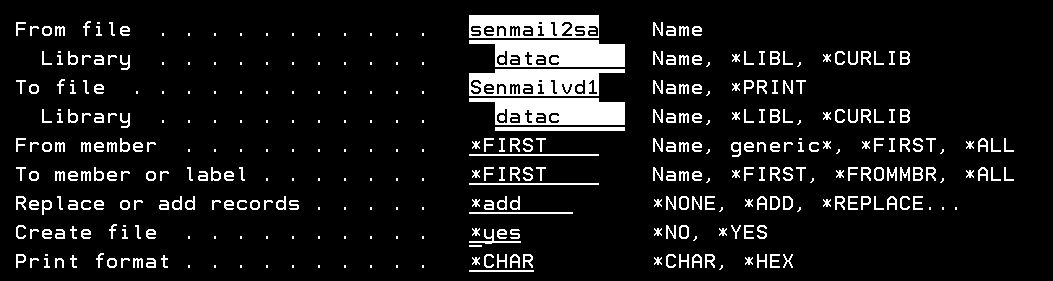 From file  . . . . . . . . . . .   senmail2sa    Name
  Library  . . . . . . . . . . .     datac       Name, *LIBL, *CURLIB
To file  . . . . . . . . . . . .   Senmailvd1    Name, *PRINT
  Library  . . . . . . . . . . .     datac       Name, *LIBL, *CURLIB
From member  . . . . . . . . . .   *FIRST        Name, generic*, *FIRST, *ALL
To member or label . . . . . . .   *FIRST        Name, *FIRST, *FROMMBR, *ALL
Replace or add records . . . . .   *add          *NONE, *ADD, *REPLACE...
Create file  . . . . . . . . . .   *yes          *NO, *YES
Print format . . . . . . . . . .   *CHAR         *CHAR, *HEX